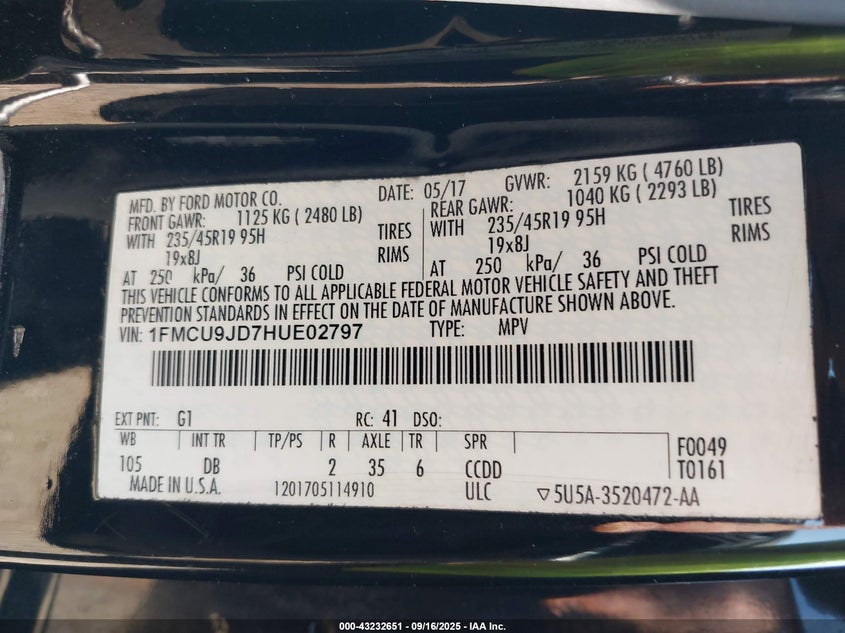 MFD. BY FORD MOTOR CO. DATE: 05/17 GVWR: 2159 KG ( 4760 LB)
FRONT GAWR: 1125 KG ( 2480 LB) REAR GAWR: 1040 KG ( 2293 LB)
WITH 235/45R19 95H TIRES WITH 235/45R19 95H TIRES
19x8J RIMS 19x8J RIMS
AT 250 kPa/ 36 PSI COLD AT 250 kPa/ 36 PSI COLD
THIS VEHICLE CONFORMS TO ALL APPLICABLE FEDERAL MOTOR VEHICLE SAFETY AND THEFT
PREVENTION STANDARDS IN EFFECT ON THE DATE OF MANUFACTURE SHOWN ABOVE.
VIN: 1FMCU9JD7HUE02797 TYPE: MPV
EXT PNT: G1 RC: 41 DSO:
WB INT TR TP/PS R AXLE TR SPR F0049
105 DB 2 35 6 CCDD T0161
MADE IN U.S.A. 1201705114910 ULC ▽5U5A-3520472-AA
000-43232651 - 09/16/2025 - IAA Inc.